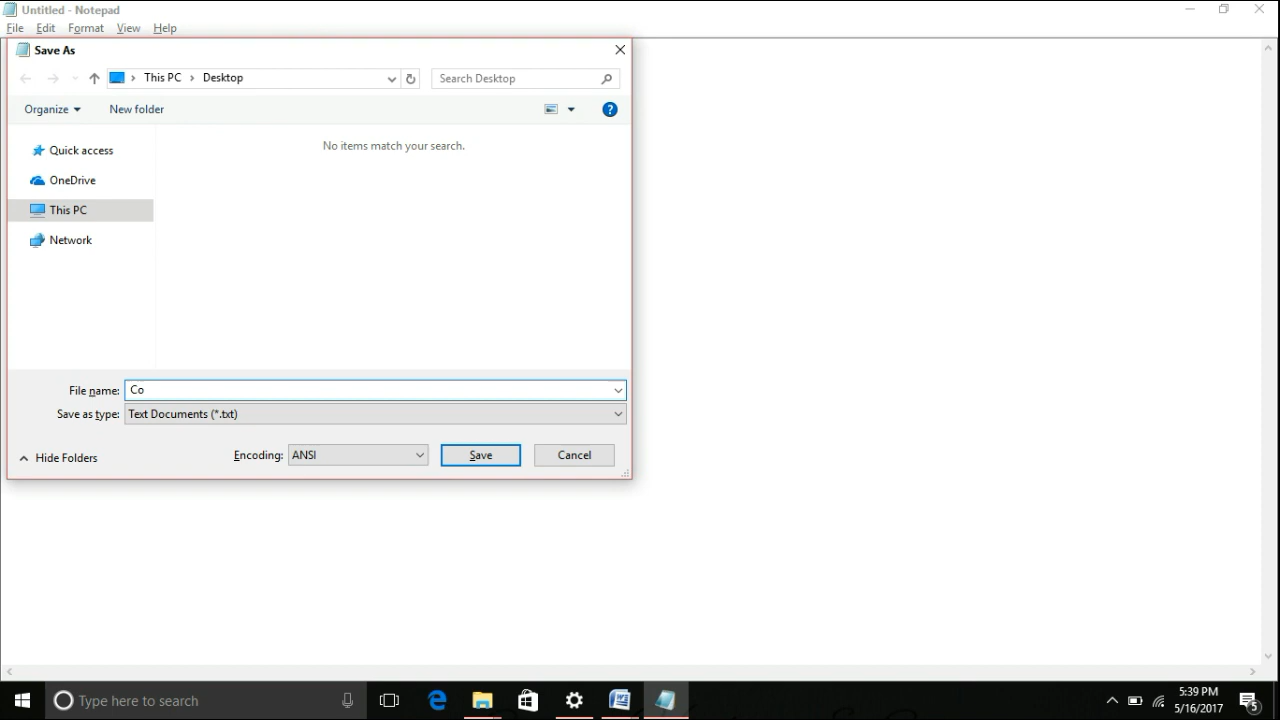 Untitled - Notepad
File Edit Format View Help
Save As
This PC Desktop
Search Desktop
Organize New folder
?
Quick access
No items match your search.
OneDrive
This PC
Network
File name: Co
Save as type: Text Documents (*.txt)
Hide Folders Encoding: ANSI Save Cancel
Type here to search
5:39 PM
5/16/2017
5